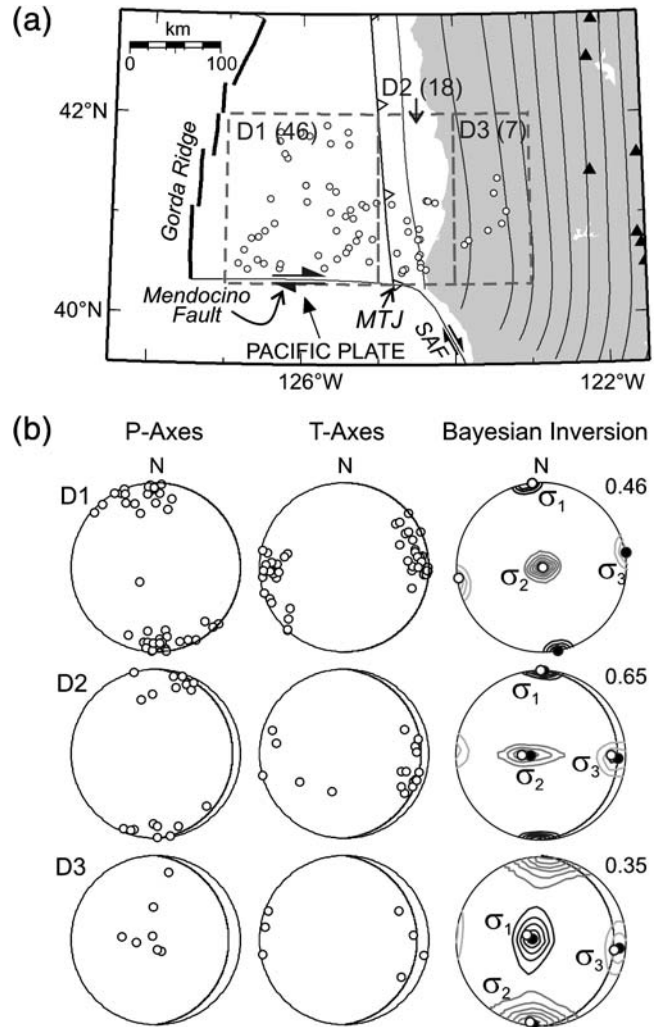 (a)
km
0 100
42°N
40°N
D2 (18)
D1 (46)
D3 (7)
Gorda Ridge
Mendocino
Fault
MTJ
SAF
PACIFIC PLATE
126°W
122°W
(b)
P-Axes T-Axes Bayesian Inversion
N N N
D1 0.46
σ1
σ2 σ3
D2 0.65
σ1
σ2 σ3
D3 0.35
σ1 σ3
σ2